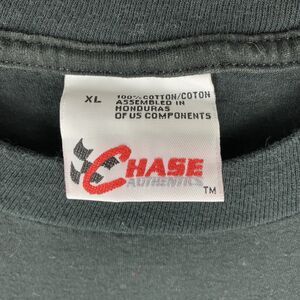 XL
100% COTTON/COTON
ASSEMBLED IN
HONDURAS
OF US COMPONENTS
CHASE
AUTHENTICS
TM